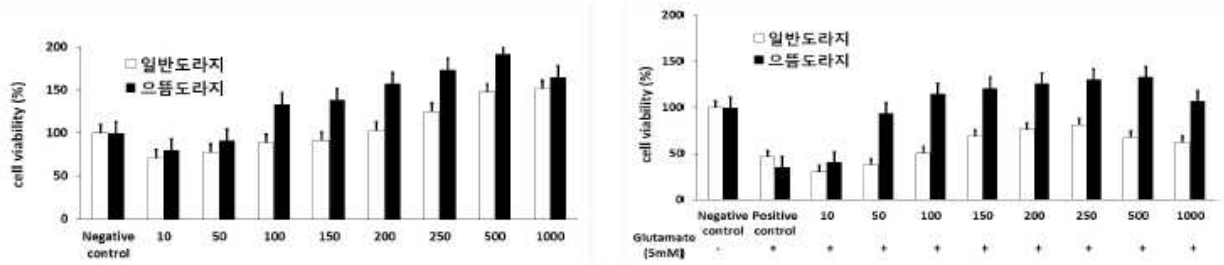 200
일반도라지
으뜸도라지
150
100
50
0
cell viability (%)
Negative control 10 50 100 150 200 250 500 1000
200
일반도라지
으뜸도라지
150
100
50
0
cell viability (%)
Negative control Positive control 10 50 100 150 200 250 500 1000
Glutamate (5mM) - + + + + + + + + +